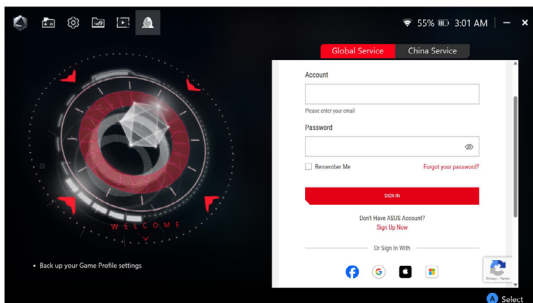 55% 3:01 AM
Global Service China Service
Account
Please enter your email
Password
Remember Me Forgot your password?
SIGN IN
Don't Have ASUS Account?
Sign Up Now
Or Sign In With
WELCOME
• Back up your Game Profile settings
Privacy - Terms
A Select